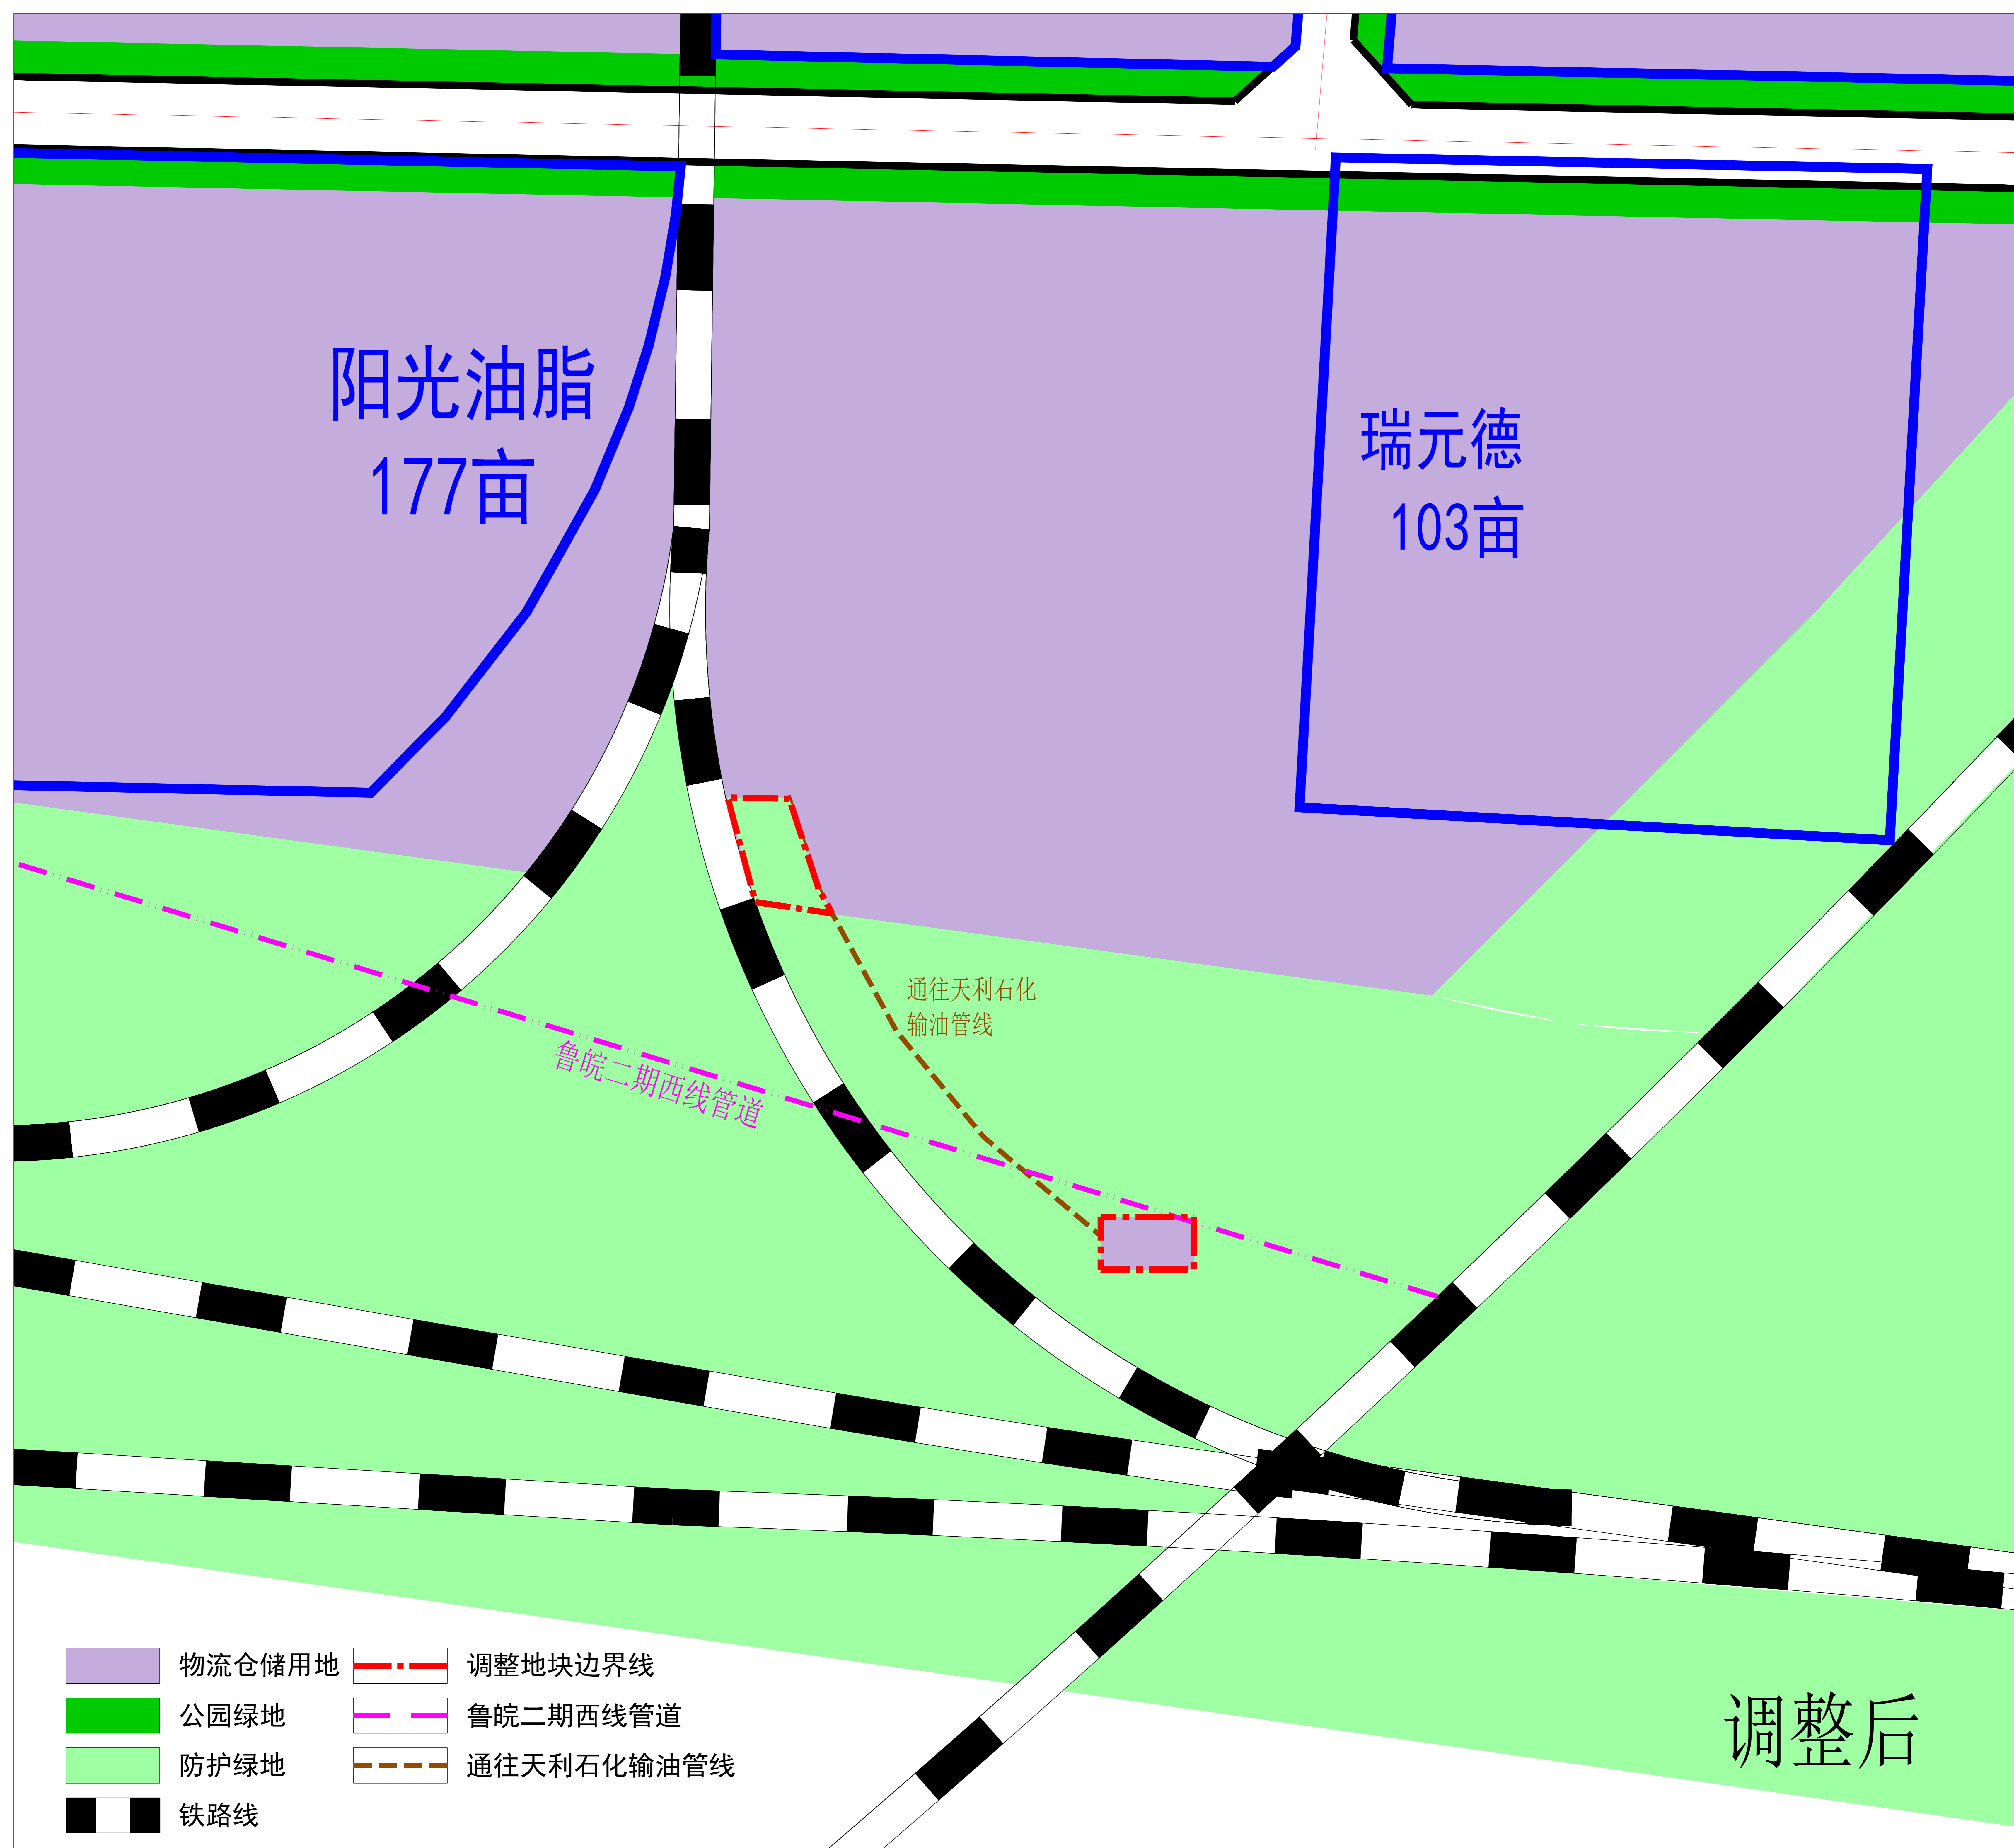 阳光油脂
177亩
瑞元德
103亩
通往天利石化
输油管线
鲁皖二期西线管道
物流仓储用地
调整地块边界线
公园绿地
鲁皖二期西线管道
防护绿地
通往天利石化输油管线
铁路线
调整后